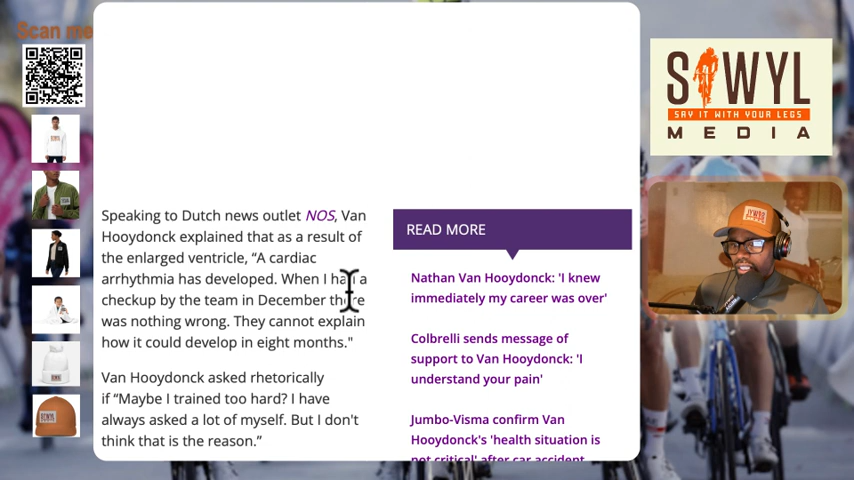 Scan me
Speaking to Dutch news outlet NOS, Van
Hooydonck explained that as a result of
the enlarged ventricle, “A cardiac
arrhythmia has developed. When I had a
checkup by the team in December there
was nothing wrong. They cannot explain
how it could develop in eight months."
Van Hooydonck asked rhetorically
if “Maybe I trained too hard? I have
always asked a lot of myself. But I don't
think that is the reason.”
READ MORE
Nathan Van Hooydonck: 'I knew
immediately my career was over'
Colbrelli sends message of
support to Van Hooydonck: 'I
understand your pain'
Jumbo-Visma confirm Van
Hooydonck's 'health situation is
not critical' after car accident
SIWYL
SAY IT WITH YOUR LEGS
MEDIA